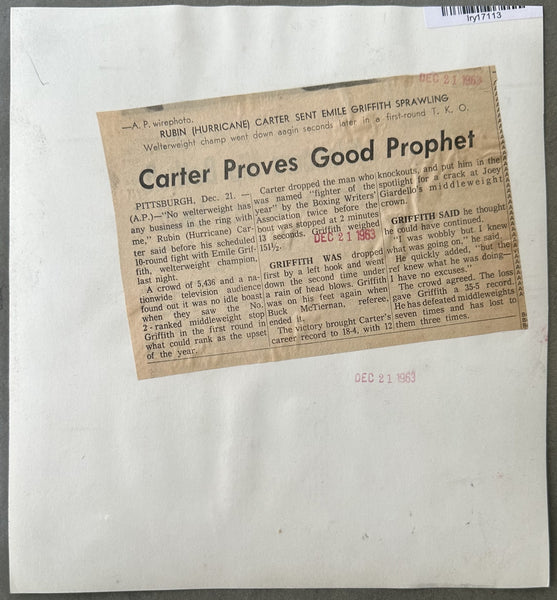 lry17113
DEC 21 1963
—A. P. wirephoto.
RUBIN (HURRICANE) CARTER SENT EMILE GRIFFITH SPRAWLING
Welterweight champ went down aagin seconds later in a first-round T. K. O.
Carter Proves Good Prophet
PITTSBURGH, Dec. 21. —
(A.P.)—"No welterweight has
any business in the ring with
me," Rubin (Hurricane) Car-
ter said before his scheduled
10-round fight with Emile Grif-
fith, welterweight champion,
last night.
A crowd of 5,436 and a na-
tionwide television audience
found out it was no idle boast
when they saw the No.
2-ranked middleweight stop
Griffith in the first round in
what could rank as the upset
of the year.
Carter dropped the man who
was named "fighter of the
year" by the Boxing Writers'
Association twice before the
bout was stopped at 2 minutes
13 seconds. Griffith weighed
151½.
DEC 21 1963
GRIFFITH WAS dropped
first by a left hook and went
down the second time under
a rain of head blows. Griffith
was on his feet again when
Buck McTiernan, referee,
ended it.
The victory brought Carter's
career record to 18-4, with 12
knockouts, and put him in the
spotlight for a crack at Joey
Giardello's middleweight
crown.
GRIFFITH SAID he thought
he could have continued.
"I was wobbly but I knew
what was going on," he said.
He quickly added, "but the
ref knew what he was doing—
I have no excuses."
The crowd agreed. The loss
gave Griffith a 35-5 record.
He has defeated middleweights
seven times and has lost to
them three times.
DEC 21 1963